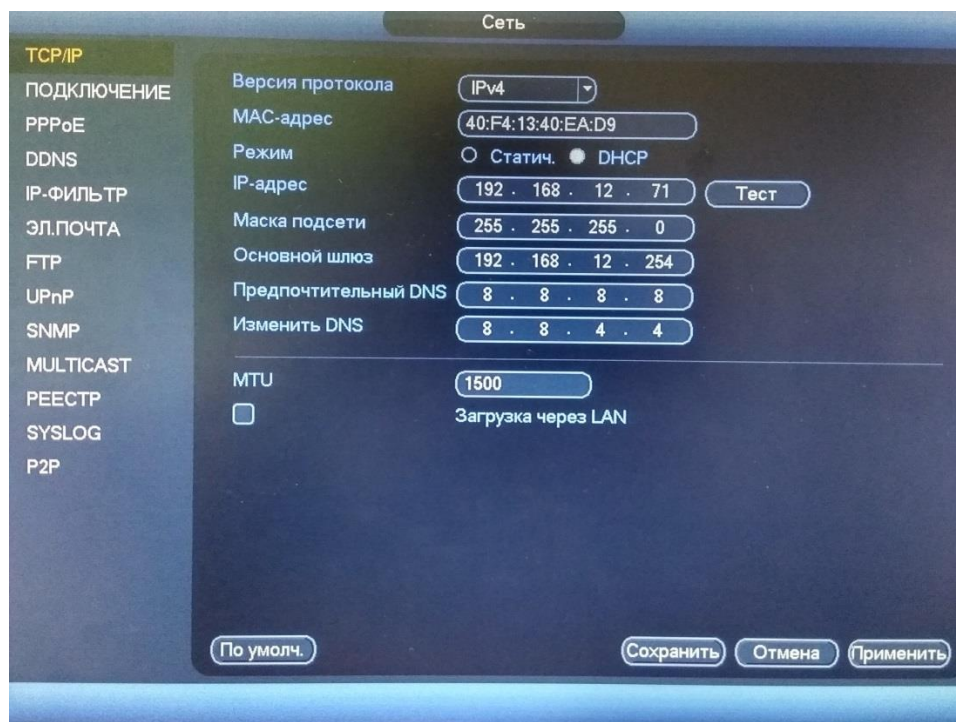 Сеть
TCP/IP
ПОДКЛЮЧЕНИЕ
PPPoE
DDNS
IP-ФИЛЬТР
ЭЛ.ПОЧТА
FTP
UPnP
SNMP
MULTICAST
РЕЕСТР
SYSLOG
P2P
Версия протокола IPv4
MAC-адрес 40:F4:13:40:EA:D9
Режим Статич. DHCP
IP-адрес 192 . 168 . 12 . 71 Тест
Маска подсети 255 . 255 . 255 . 0
Основной шлюз 192 . 168 . 12 . 254
Предпочтительный DNS 8 . 8 . 8 . 8
Изменить DNS 8 . 8 . 4 . 4
MTU 1500
Загрузка через LAN
По умолч. Сохранить Отмена Применить